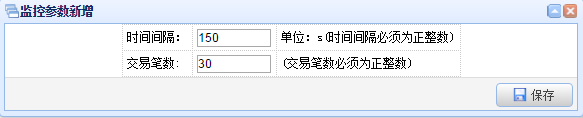 监控参数新增
时间间隔： 150 单位：s(时间间隔必须为正整数)
交易笔数: 30 (交易笔数必须为正整数)
保存